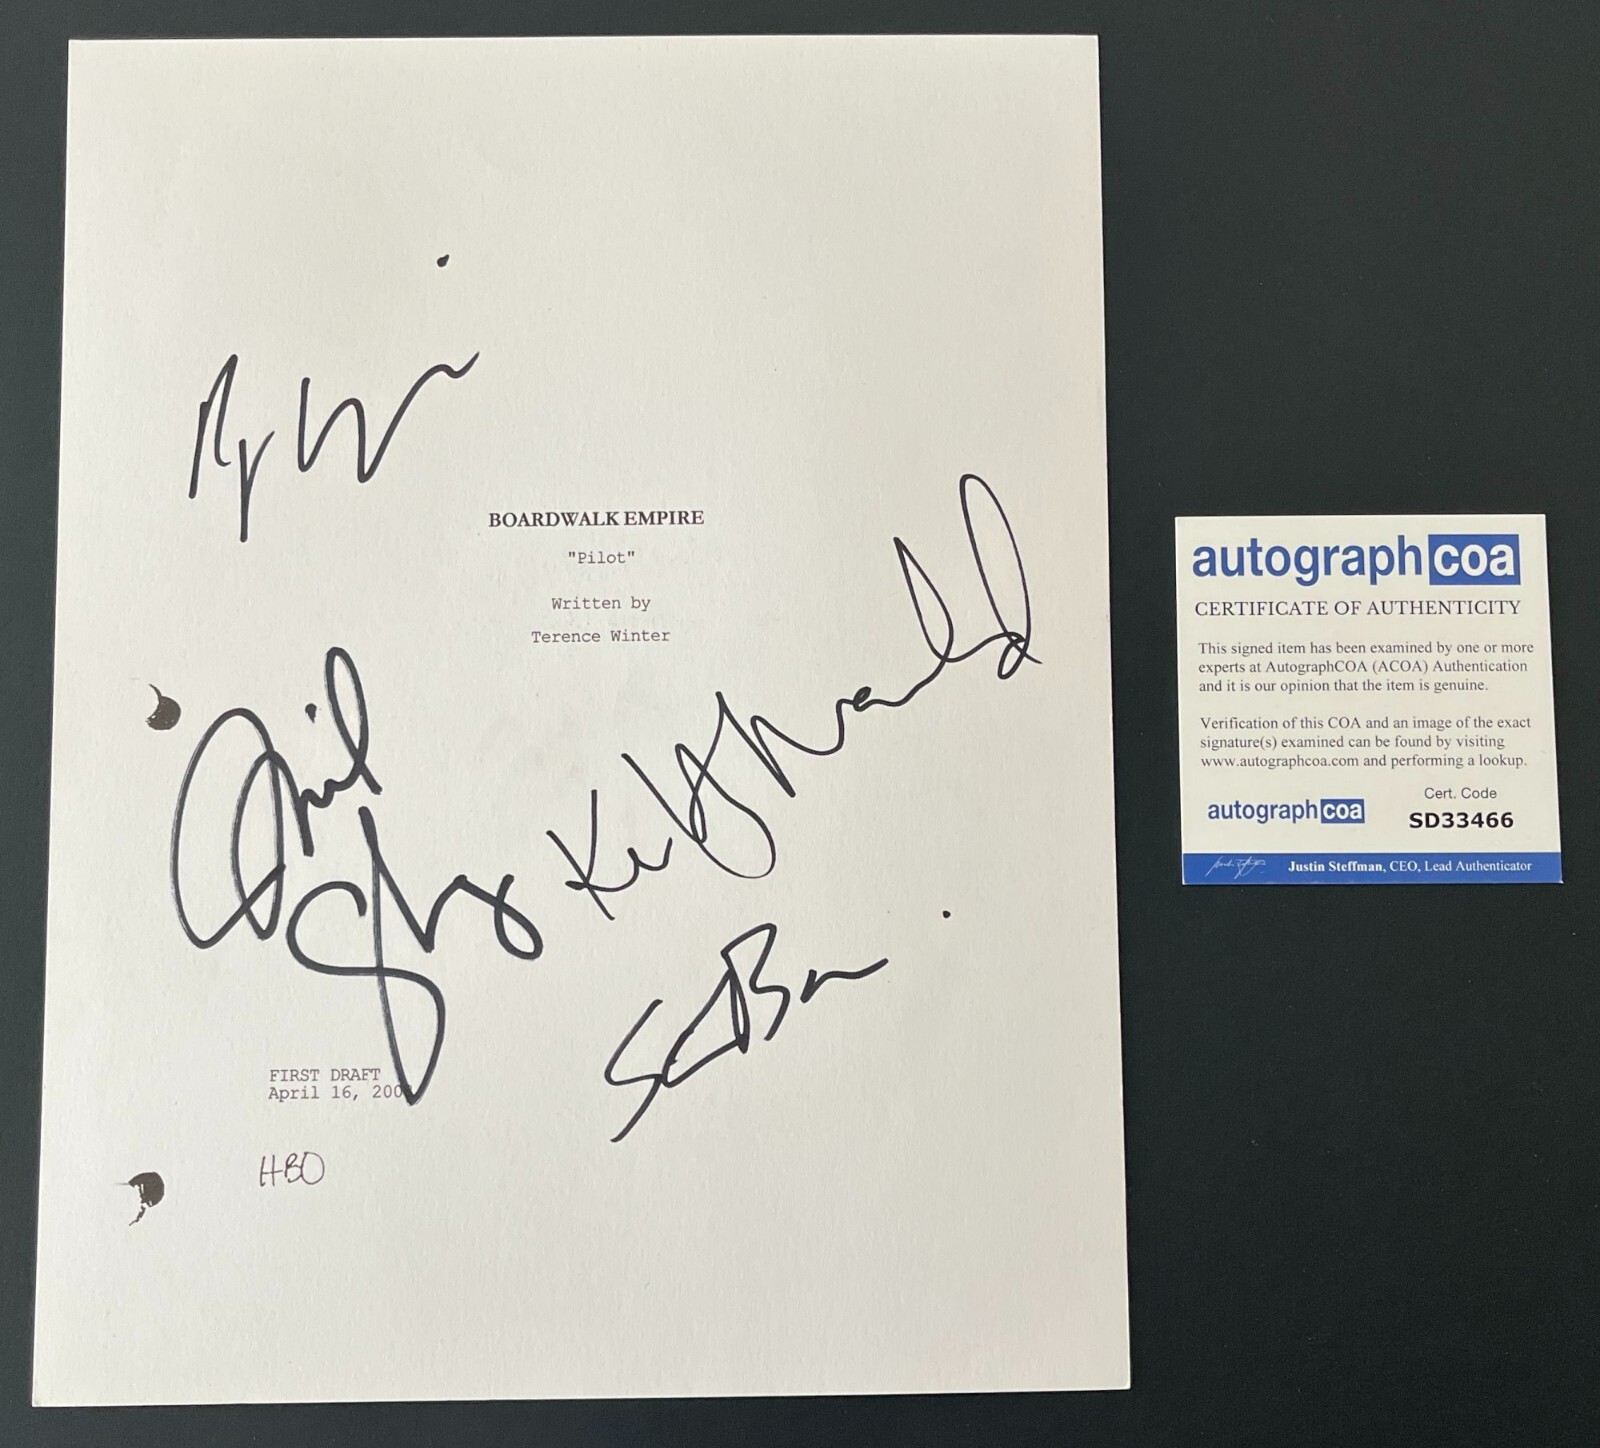 BOARDWALK EMPIRE
"Pilot"
Written by
Terence Winter
FIRST DRAFT
April 16, 200
HBO
autographcoa
CERTIFICATE OF AUTHENTICITY
This signed item has been examined by one or more
experts at AutographCOA (ACOA) Authentication
and it is our opinion that the item is genuine.
Verification of this COA and an image of the exact
signature(s) examined can be found by visiting
www.autographcoa.com and performing a lookup.
autographcoa
Cert. Code
SD33466
Justin Steffman, CEO, Lead Authenticator